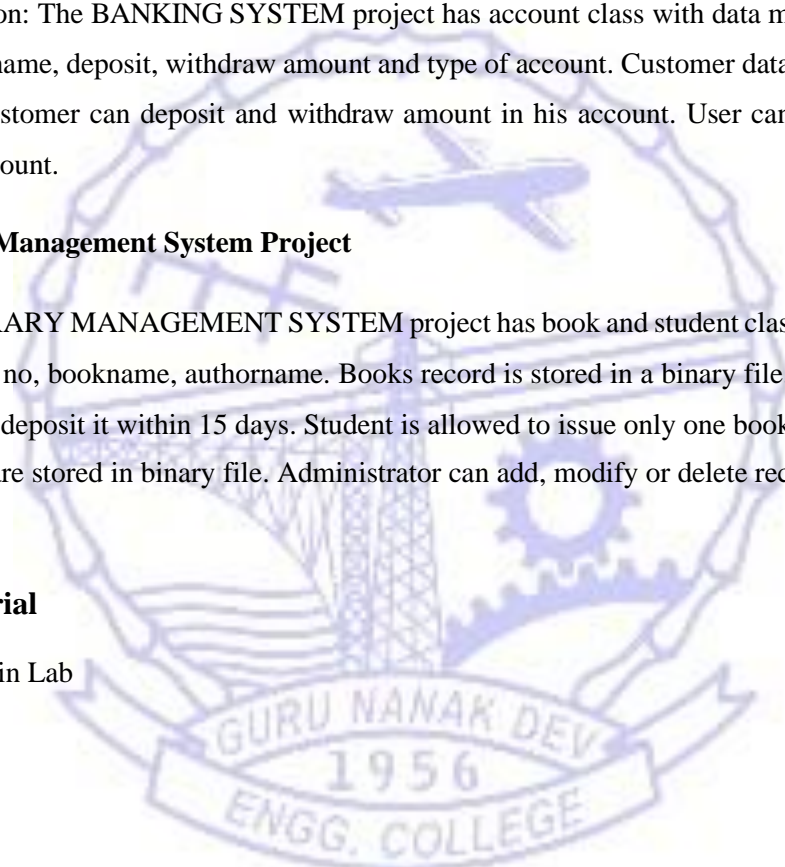 on: The BANKING SYSTEM project has account class with data m
name, deposit, withdraw amount and type of account. Customer data
stomer can deposit and withdraw amount in his account. User can
ount.
Management System Project
RARY MANAGEMENT SYSTEM project has book and student clas
no, bookname, authorname. Books record is stored in a binary file
deposit it within 15 days. Student is allowed to issue only one book
are stored in binary file. Administrator can add, modify or delete rec
rial
in Lab
GURU NANAK DEV
1956
ENGG. COLLEGE